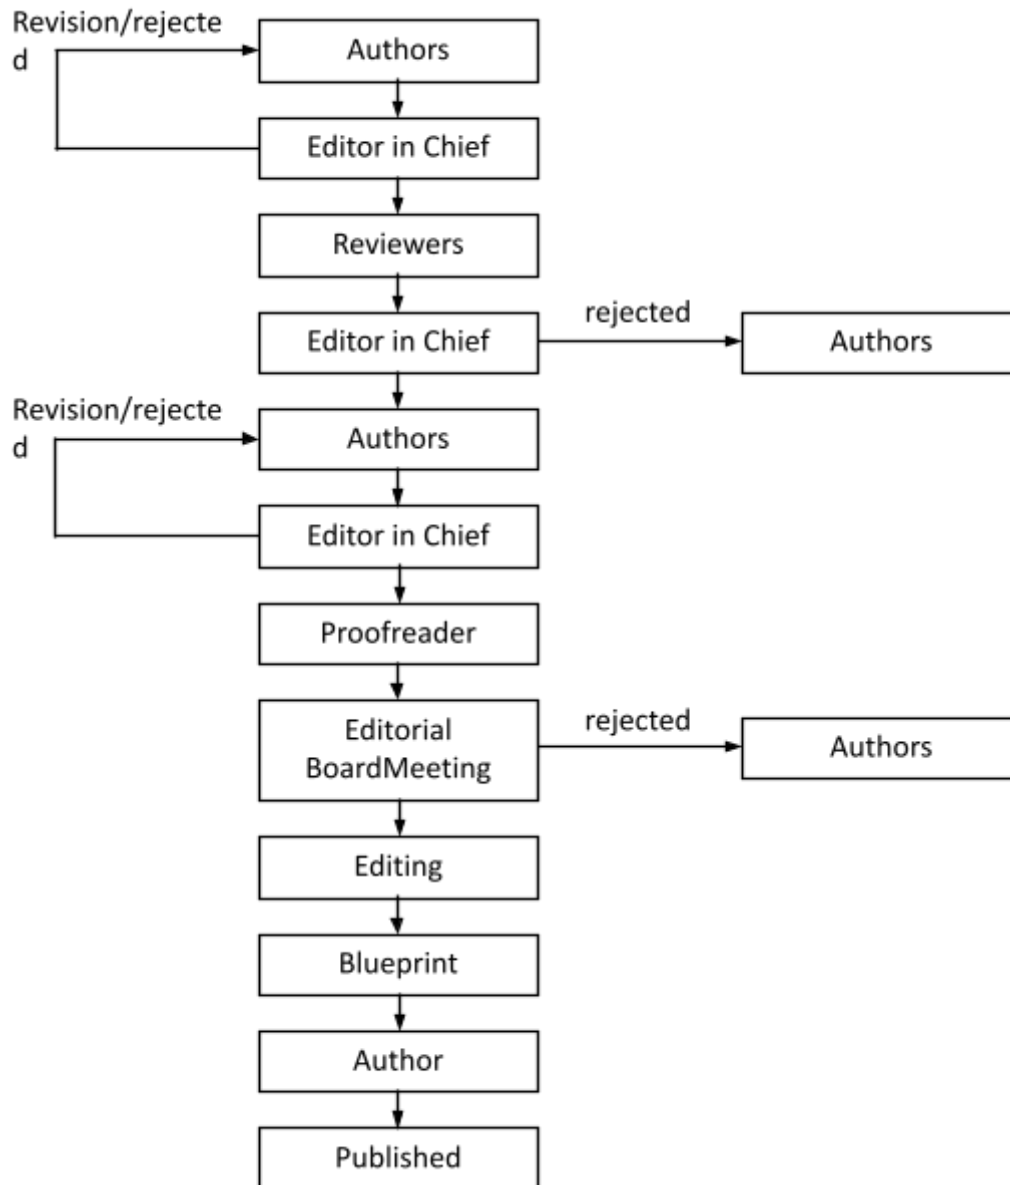 Revision/rejecte
d
Authors
Editor in Chief
Reviewers
Editor in Chief
rejected
Authors
Revision/rejecte
d
Authors
Editor in Chief
Proofreader
Editorial
BoardMeeting
rejected
Authors
Editing
Blueprint
Author
Published